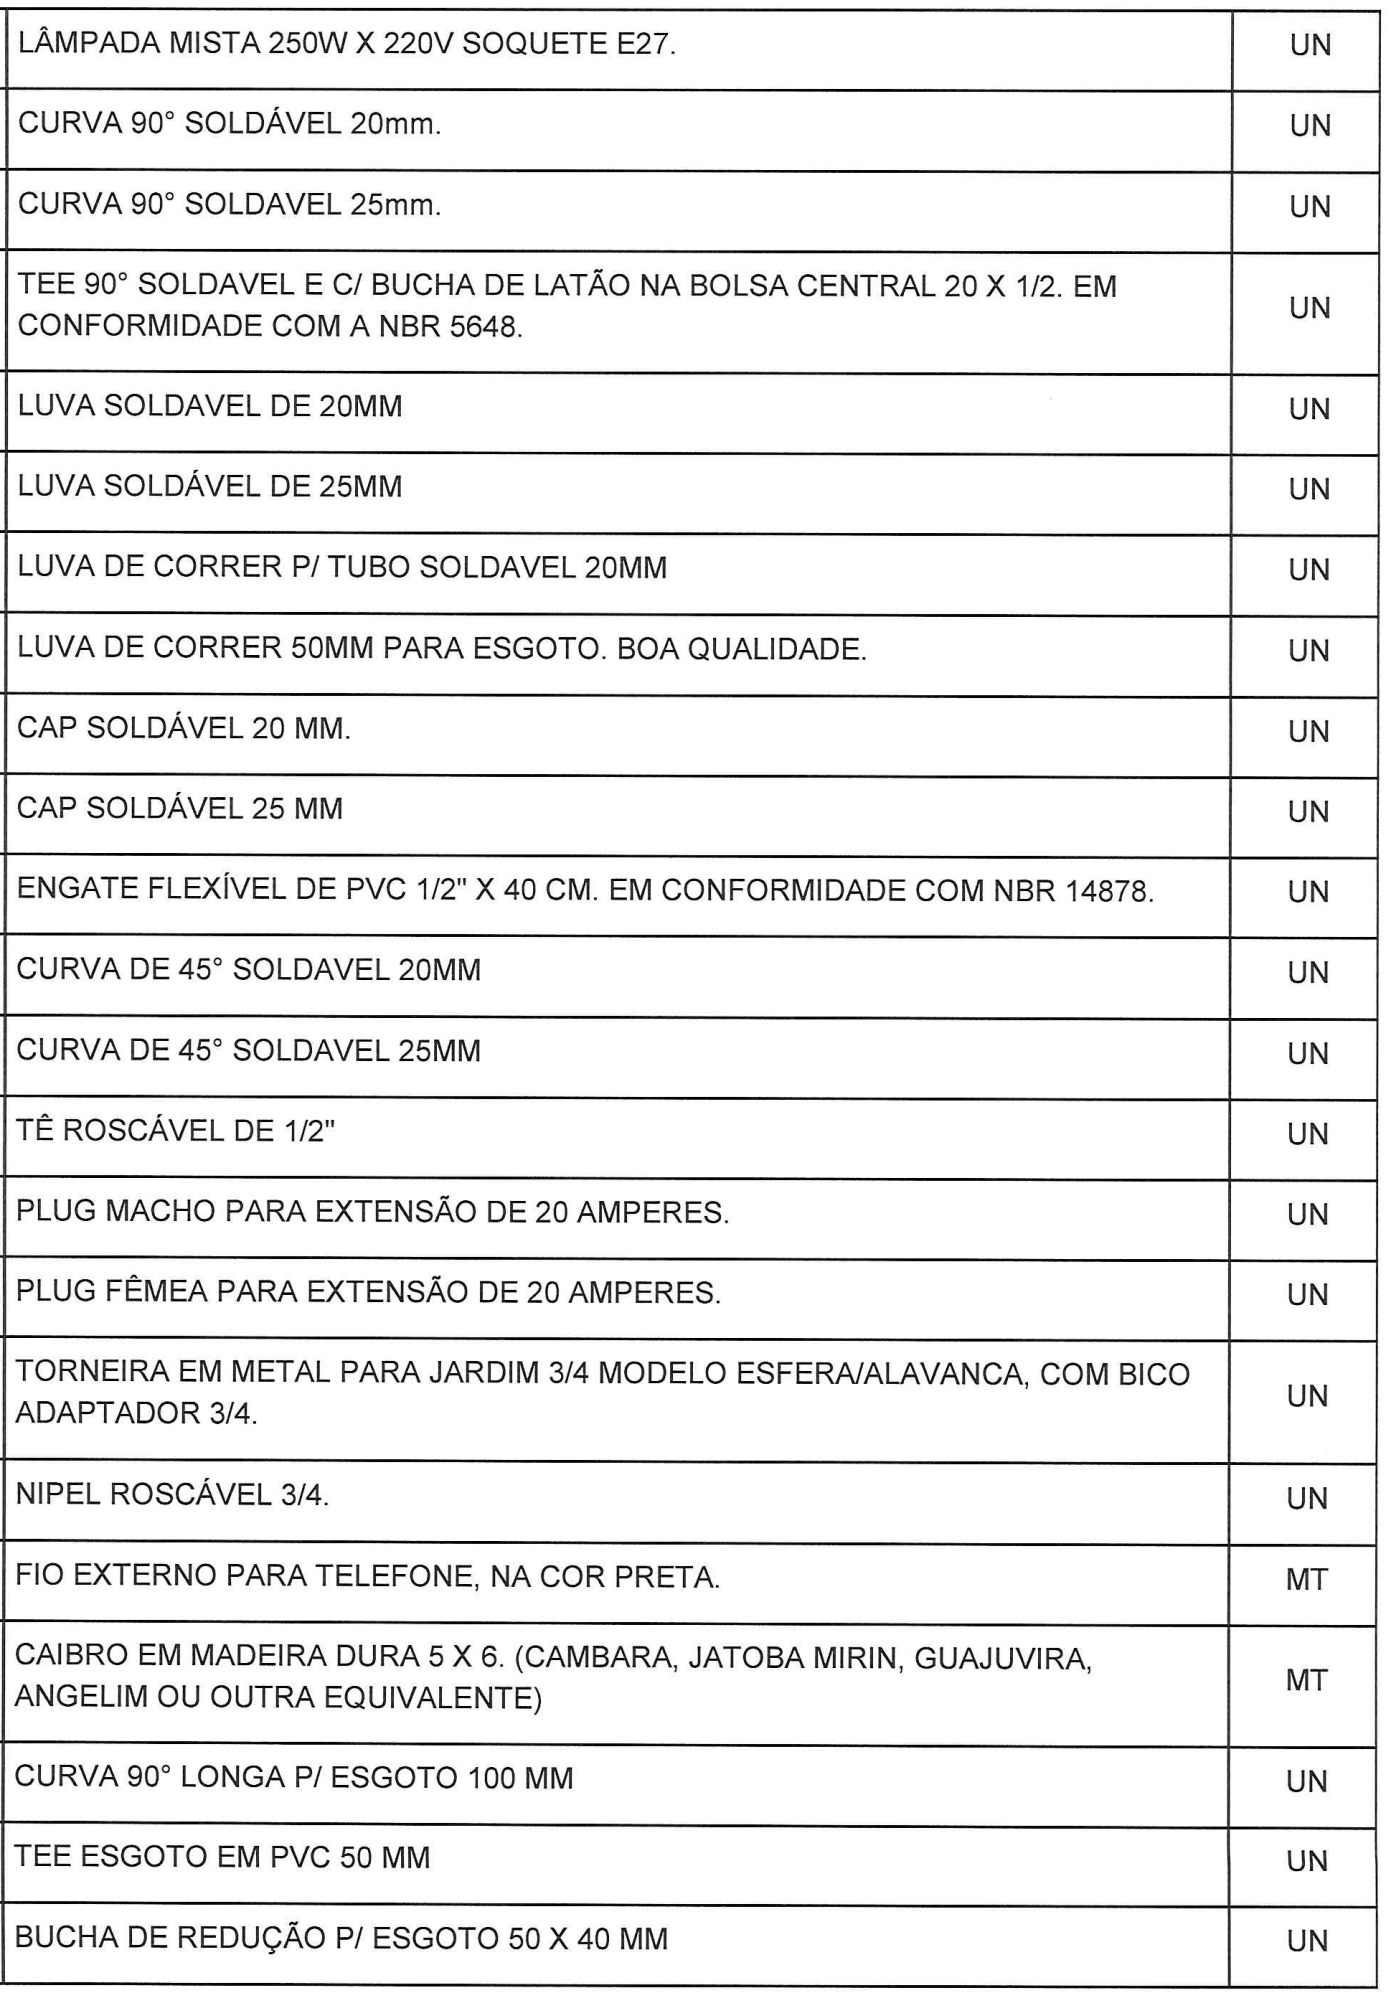 LÂMPADA MISTA 250W X 220V SOQUETE E27. UN
CURVA 90° SOLDÁVEL 20mm. UN
CURVA 90° SOLDAVEL 25mm. UN
TEE 90° SOLDAVEL E C/ BUCHA DE LATÃO NA BOLSA CENTRAL 20 X 1/2. EM
CONFORMIDADE COM A NBR 5648. UN
LUVA SOLDAVEL DE 20MM UN
LUVA SOLDÁVEL DE 25MM UN
LUVA DE CORRER P/ TUBO SOLDAVEL 20MM UN
LUVA DE CORRER 50MM PARA ESGOTO. BOA QUALIDADE. UN
CAP SOLDÁVEL 20 MM. UN
CAP SOLDÁVEL 25 MM UN
ENGATE FLEXÍVEL DE PVC 1/2" X 40 CM. EM CONFORMIDADE COM NBR 14878. UN
CURVA DE 45° SOLDAVEL 20MM UN
CURVA DE 45° SOLDAVEL 25MM UN
TÊ ROSCÁVEL DE 1/2" UN
PLUG MACHO PARA EXTENSÃO DE 20 AMPERES. UN
PLUG FÊMEA PARA EXTENSÃO DE 20 AMPERES. UN
TORNEIRA EM METAL PARA JARDIM 3/4 MODELO ESFERA/ALAVANCA, COM BICO
ADAPTADOR 3/4. UN
NIPEL ROSCÁVEL 3/4. UN
FIO EXTERNO PARA TELEFONE, NA COR PRETA. MT
CAIBRO EM MADEIRA DURA 5 X 6. (CAMBARA, JATOBA MIRIN, GUAJUVIRA,
ANGELIM OU OUTRA EQUIVALENTE) MT
CURVA 90° LONGA P/ ESGOTO 100 MM UN
TEE ESGOTO EM PVC 50 MM UN
BUCHA DE REDUÇÃO P/ ESGOTO 50 X 40 MM UN